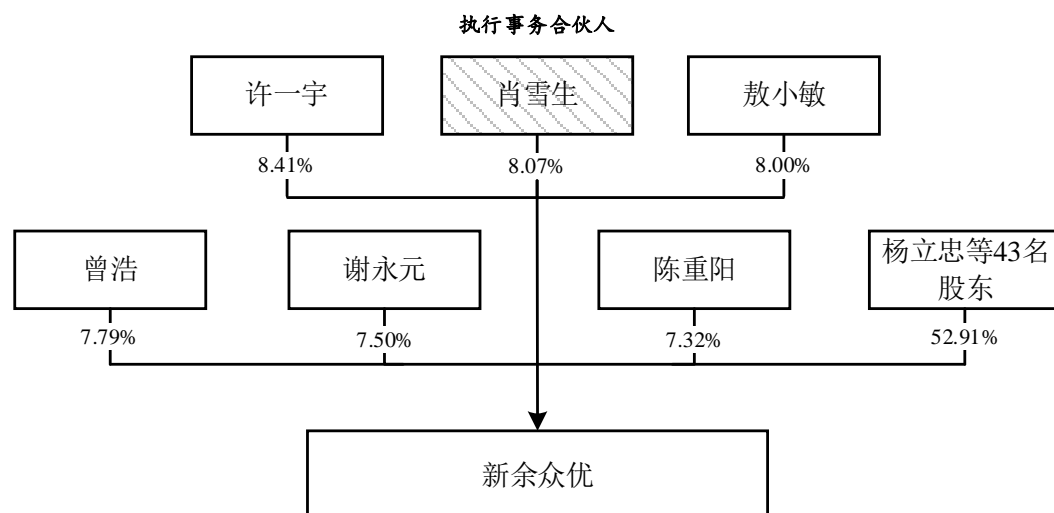 执行事务合伙人
许一宇
肖雪生
敖小敏
8.41%
8.07%
8.00%
曾浩
谢永元
陈重阳
杨立忠等43名
股东
7.79%
7.50%
7.32%
52.91%
新余众优